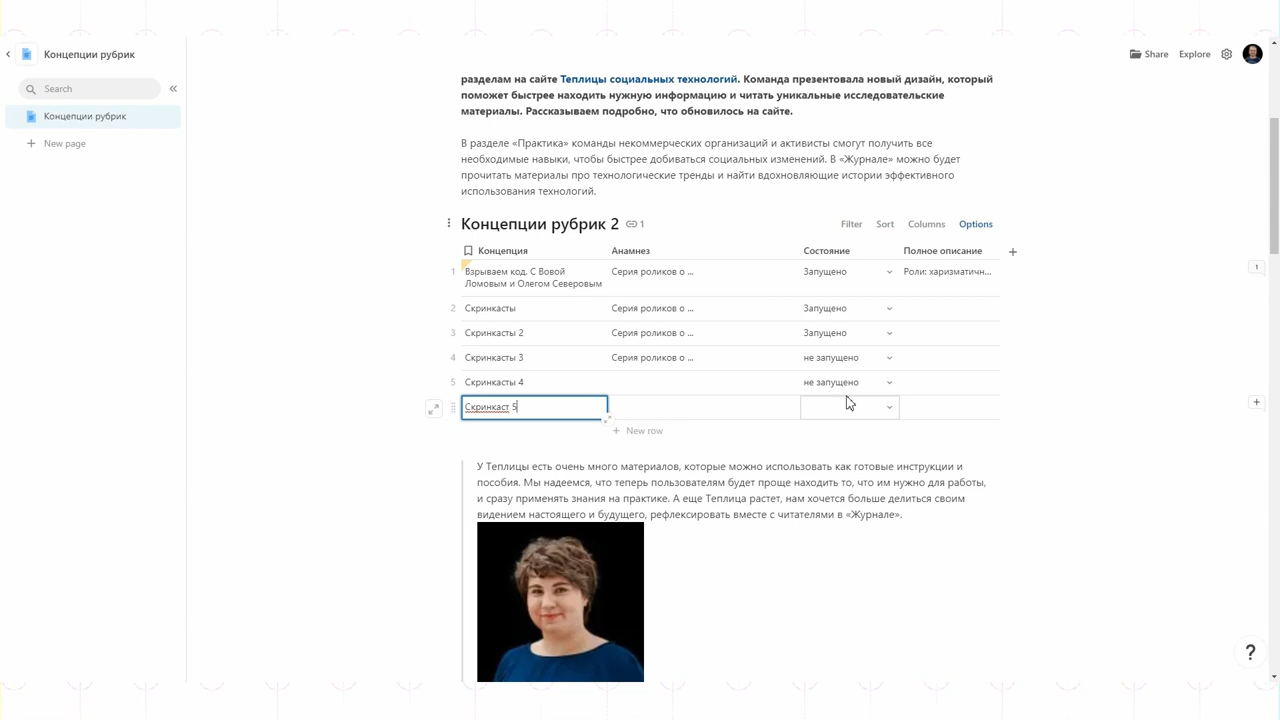 Концепции рубрик
Share
Explore
Search
Концепции рубрик
New page
разделам на сайте Теплицы социальных технологий. Команда презентовала новый дизайн, который
поможет быстрее находить нужную информацию и читать уникальные исследовательские
материалы. Рассказываем подробно, что обновилось на сайте.
В разделе «Практика» команды некоммерческих организаций и активисты смогут получить все
необходимые навыки, чтобы быстрее добиваться социальных изменений. В «Журнале» можно будет
прочитать материалы про технологические тренды и найти вдохновляющие истории эффективного
использования технологий.
Концепции рубрик 2 1 Filter Sort Columns Options
Концепция Анамнез Состояние Полное описание +
1 Взрываем код. С Вовой Серия роликов о ... Запущено Роли: харизматичн...
Ломовым и Олегом Северовым
1
2 Скринкасты Серия роликов о ... Запущено
3 Скринкасты 2 Серия роликов о ... Запущено
4 Скринкасты 3 Серия роликов о ... не запущено
5 Скринкасты 4 не запущено
Скринкаст 5
+
+ New row
У Теплицы есть очень много материалов, которые можно использовать как готовые инструкции и
пособия. Мы надеемся, что теперь пользователям будет проще находить то, что им нужно для работы,
и сразу применять знания на практике. А еще Теплица растет, нам хочется больше делиться своим
видением настоящего и будущего, рефлексировать вместе с читателями в «Журнале».
?